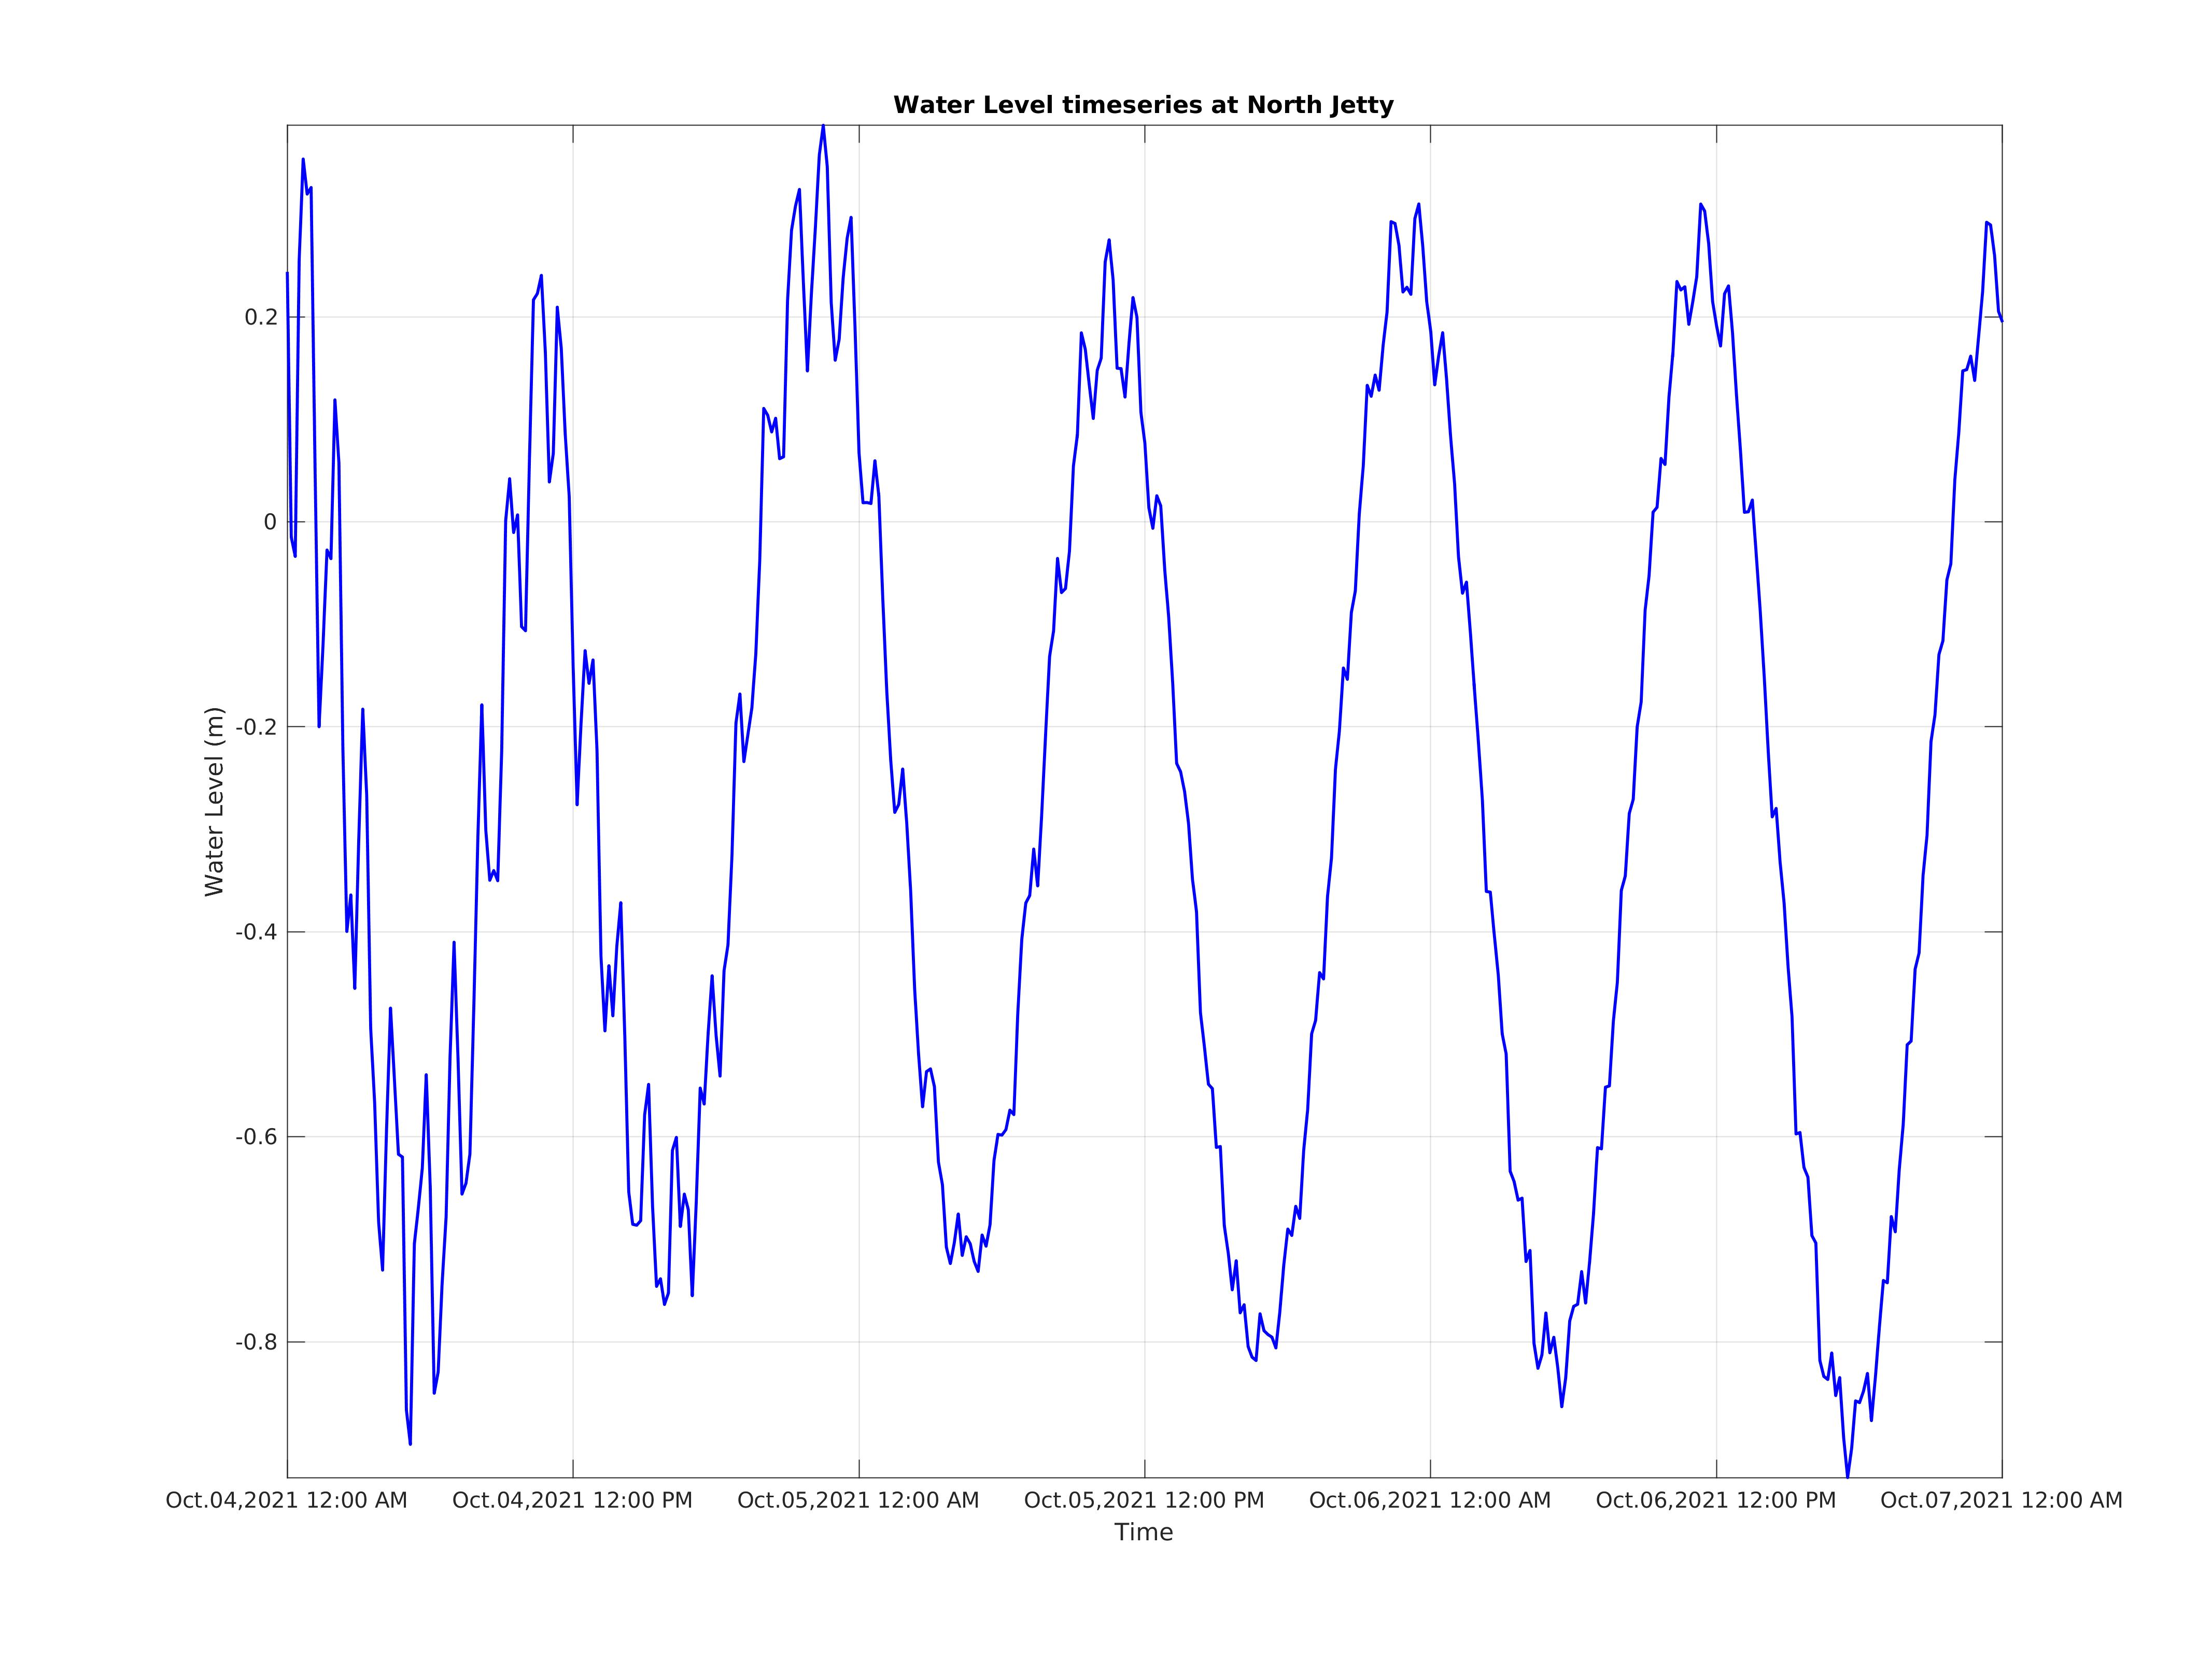 Water Level timeseries at North Jetty
Water Level (m)
0.2
0
-0.2
-0.4
-0.6
-0.8
Oct.04,2021 12:00 AM
Oct.04,2021 12:00 PM
Oct.05,2021 12:00 AM
Oct.05,2021 12:00 PM
Oct.06,2021 12:00 AM
Oct.06,2021 12:00 PM
Oct.07,2021 12:00 AM
Time